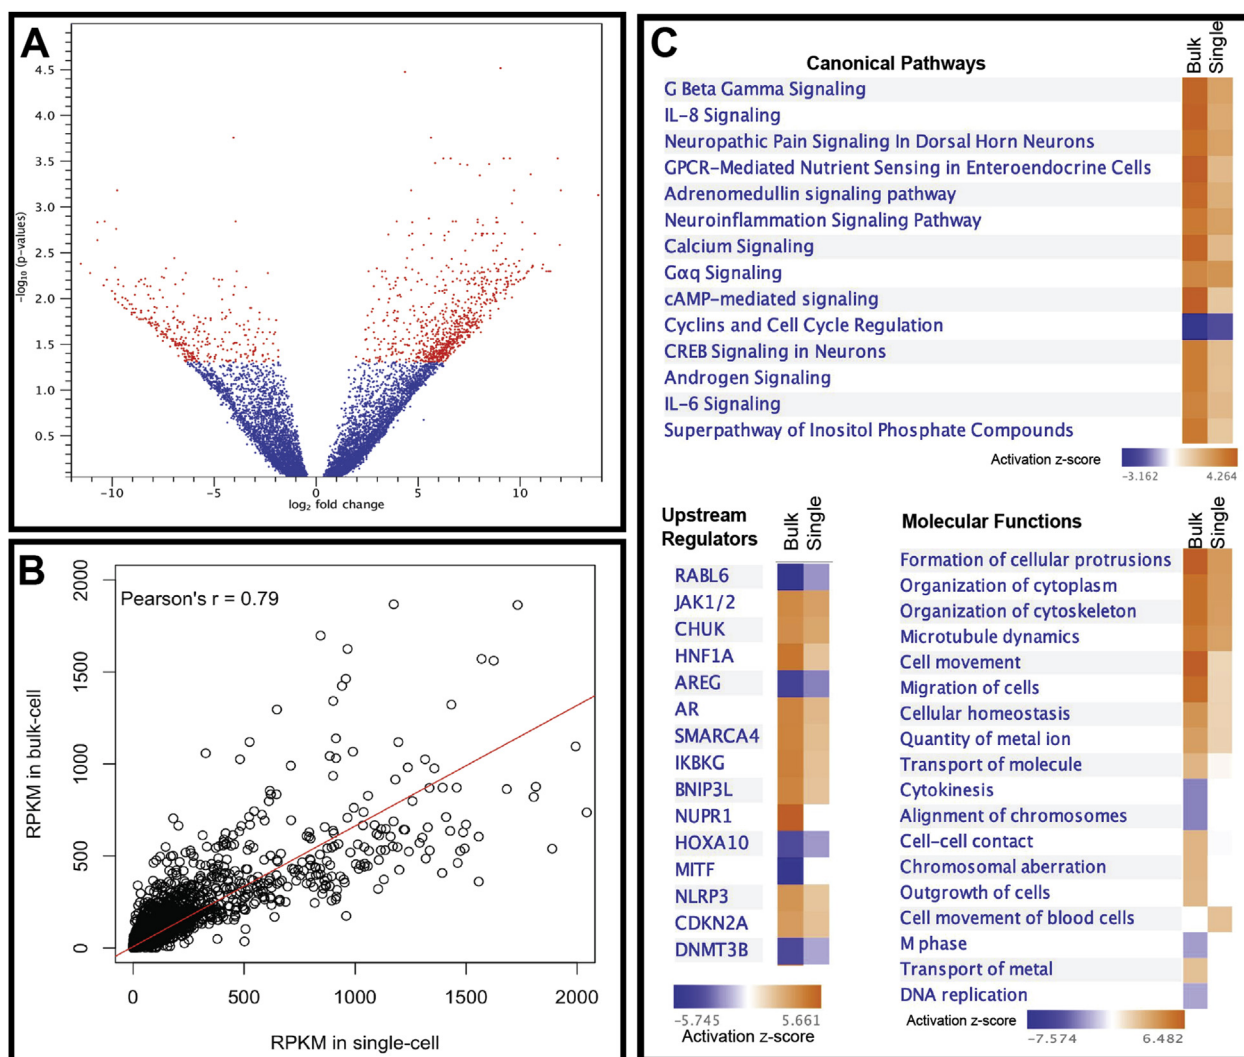 A
4.5
4.0
3.5
3.0
2.5
2.0
1.5
1.0
0.5
-log10 (p-values)
-10
-5
0
5
10
log2 fold change
B
Pearson's r = 0.79
2000
1500
1000
500
0
RPKM in bulk-cell
0
500
1000
1500
2000
RPKM in single-cell
C
Canonical Pathways
Bulk
Single
G Beta Gamma Signaling
IL-8 Signaling
Neuropathic Pain Signaling In Dorsal Horn Neurons
GPCR-Mediated Nutrient Sensing in Enteroendocrine Cells
Adrenomedullin signaling pathway
Neuroinflammation Signaling Pathway
Calcium Signaling
Gαq Signaling
cAMP-mediated signaling
Cyclins and Cell Cycle Regulation
CREB Signaling in Neurons
Androgen Signaling
IL-6 Signaling
Superpathway of Inositol Phosphate Compounds
Activation z-score
-3.162
4.264
Upstream
Regulators
Bulk
Single
RABL6
JAK1/2
CHUK
HNF1A
AREG
AR
SMARCA4
IKBKG
BNIP3L
NUPR1
HOXA10
MITF
NLRP3
CDKN2A
DNMT3B
-5.745
5.661
Activation z-score
Molecular Functions
Bulk
Single
Formation of cellular protrusions
Organization of cytoplasm
Organization of cytoskeleton
Microtubule dynamics
Cell movement
Migration of cells
Cellular homeostasis
Quantity of metal ion
Transport of molecule
Cytokinesis
Alignment of chromosomes
Cell-cell contact
Chromosomal aberration
Outgrowth of cells
Cell movement of blood cells
M phase
Transport of metal
DNA replication
Activation z-score
-7.574
6.482